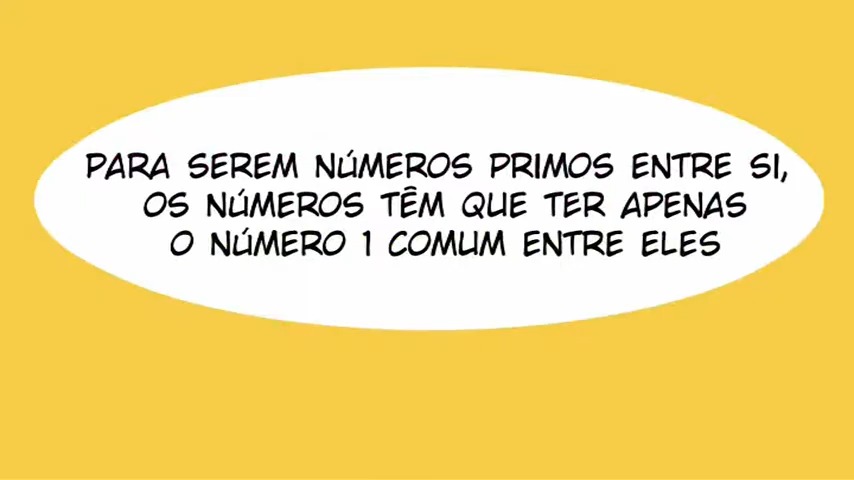 PARA SEREM NÚMEROS PRIMOS ENTRE SI,
OS NÚMEROS TÊM QUE TER APENAS
O NÚMERO 1 COMUM ENTRE ELES